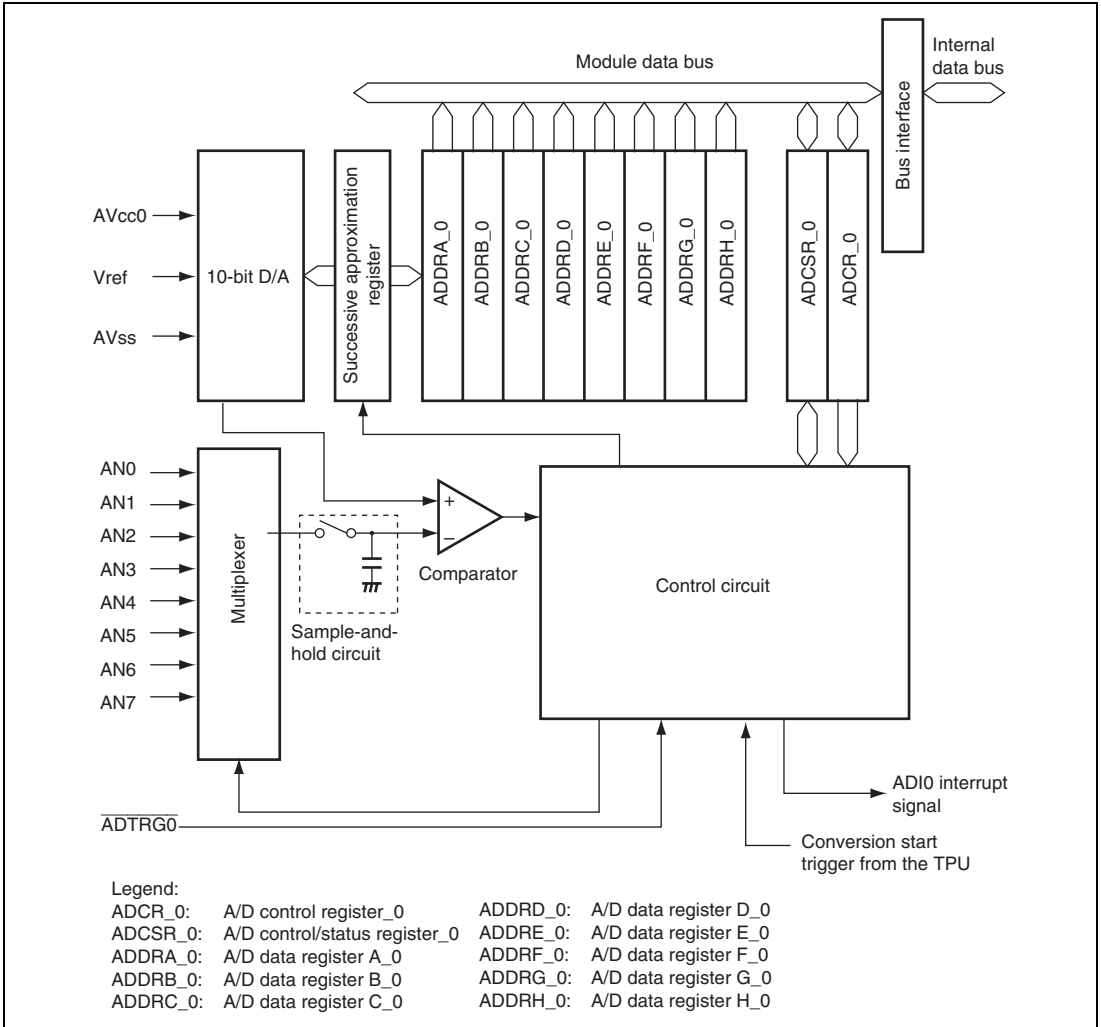 Module data bus
Internal
data bus
Bus interface
AVcc0
Vref
AVss
10-bit D/A
Successive approximation
register
ADDRA_0
ADDRB_0
ADDRC_0
ADDRD_0
ADDRE_0
ADDRF_0
ADDRG_0
ADDRH_0
ADCSR_0
ADCR_0
AN0
AN1
AN2
AN3
AN4
AN5
AN6
AN7
Multiplexer
+
−
Comparator
Sample-and-
hold circuit
Control circuit
ADI0 interrupt
signal
ADTRG0
Conversion start
trigger from the TPU
Legend:
ADCR_0: A/D control register_0
ADCSR_0: A/D control/status register_0
ADDRA_0: A/D data register A_0
ADDRB_0: A/D data register B_0
ADDRC_0: A/D data register C_0
ADDRD_0: A/D data register D_0
ADDRE_0: A/D data register E_0
ADDRF_0: A/D data register F_0
ADDRG_0: A/D data register G_0
ADDRH_0: A/D data register H_0